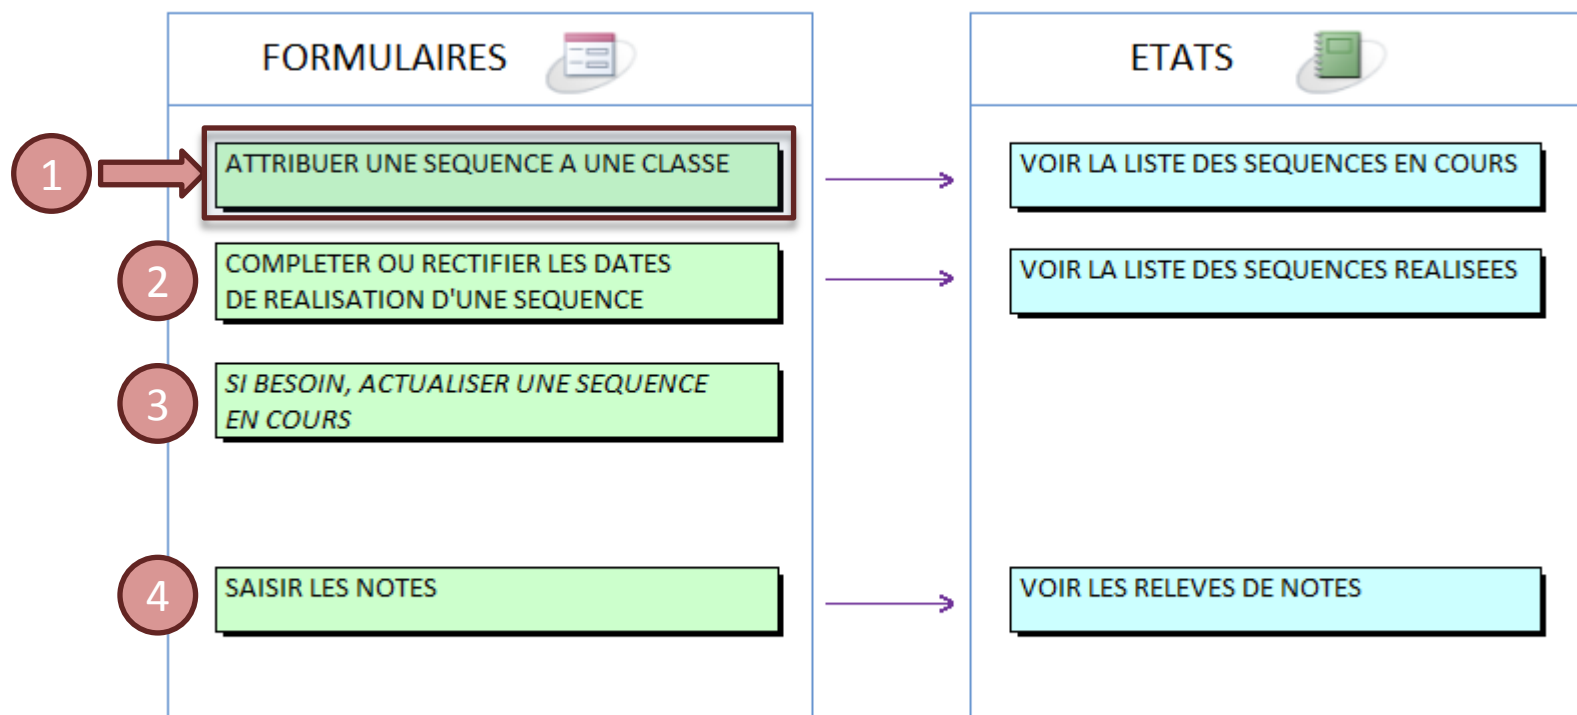 FORMULAIRES
ETATS
1
ATTRIBUER UNE SEQUENCE A UNE CLASSE
VOIR LA LISTE DES SEQUENCES EN COURS
2
COMPLETER OU RECTIFIER LES DATES
DE REALISATION D'UNE SEQUENCE
VOIR LA LISTE DES SEQUENCES REALISEES
3
SI BESOIN, ACTUALISER UNE SEQUENCE
EN COURS
4
SAISIR LES NOTES
VOIR LES RELEVES DE NOTES